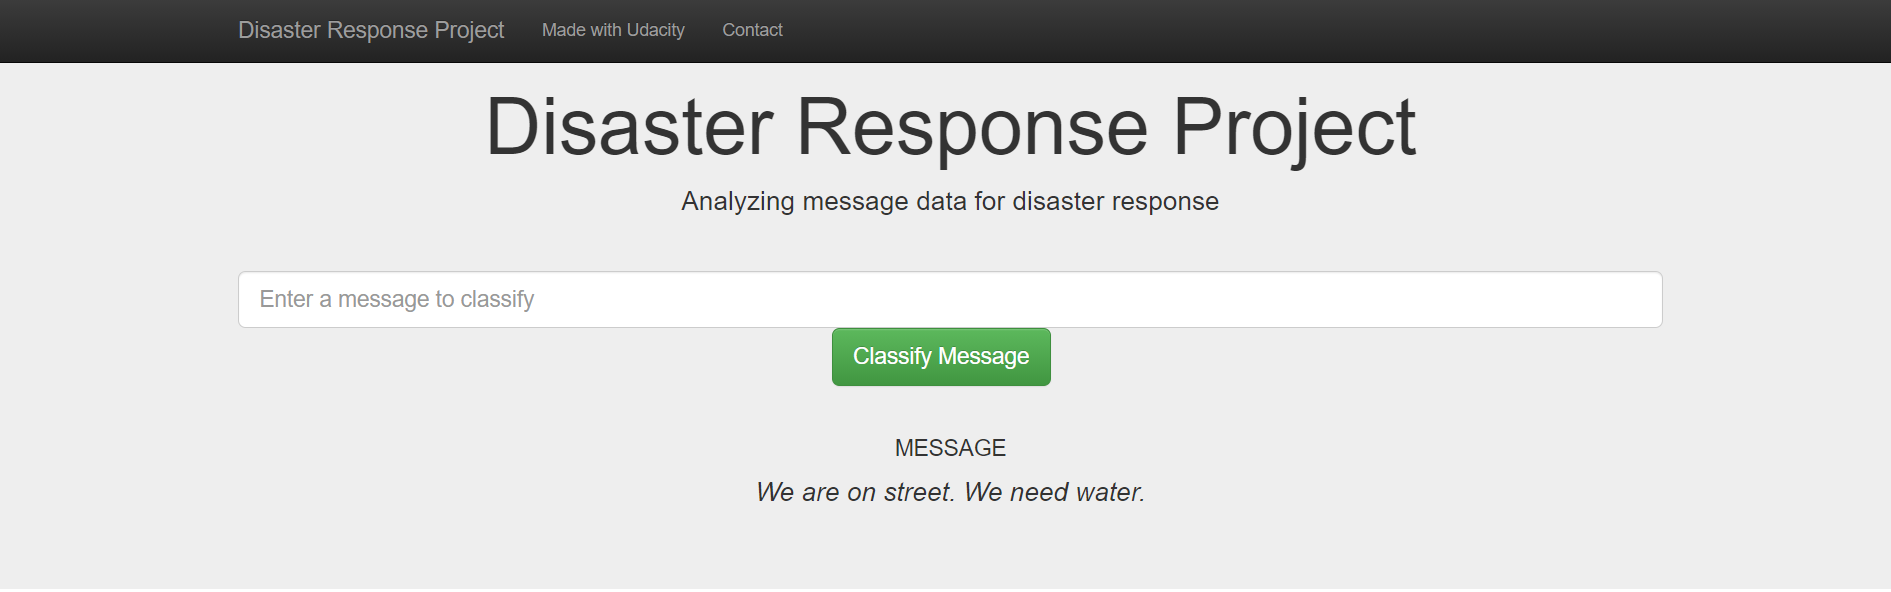 Disaster Response Project Made with Udacity Contact
Disaster Response Project
Analyzing message data for disaster response
Enter a message to classify
Classify Message
MESSAGE
We are on street. We need water.